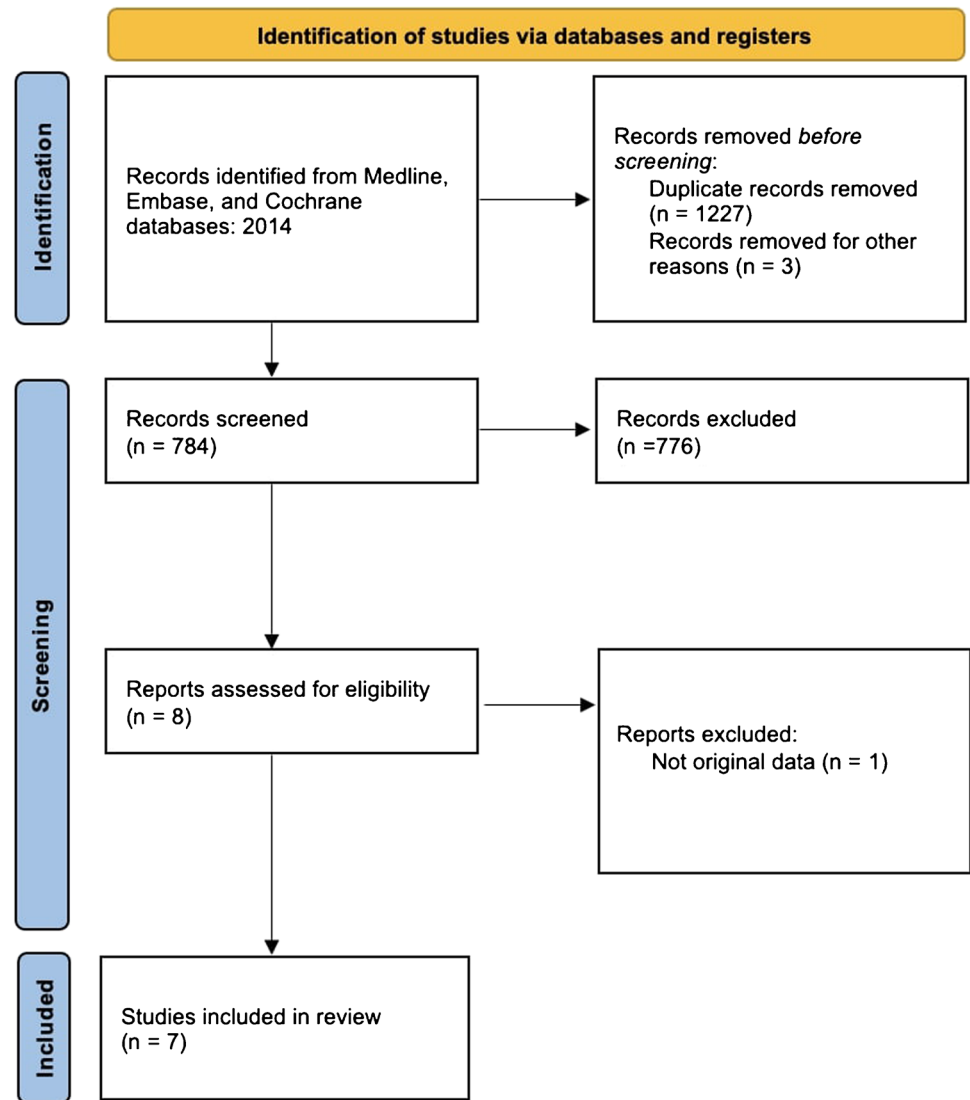 Identification of studies via databases and registers
Identification
Records identified from Medline,
Embase, and Cochrane
databases: 2014
Records removed before
screening:
Duplicate records removed
(n = 1227)
Records removed for other
reasons (n = 3)
Screening
Records screened
(n = 784)
Records excluded
(n =776)
Reports assessed for eligibility
(n = 8)
Reports excluded:
Not original data (n = 1)
Included
Studies included in review
(n = 7)